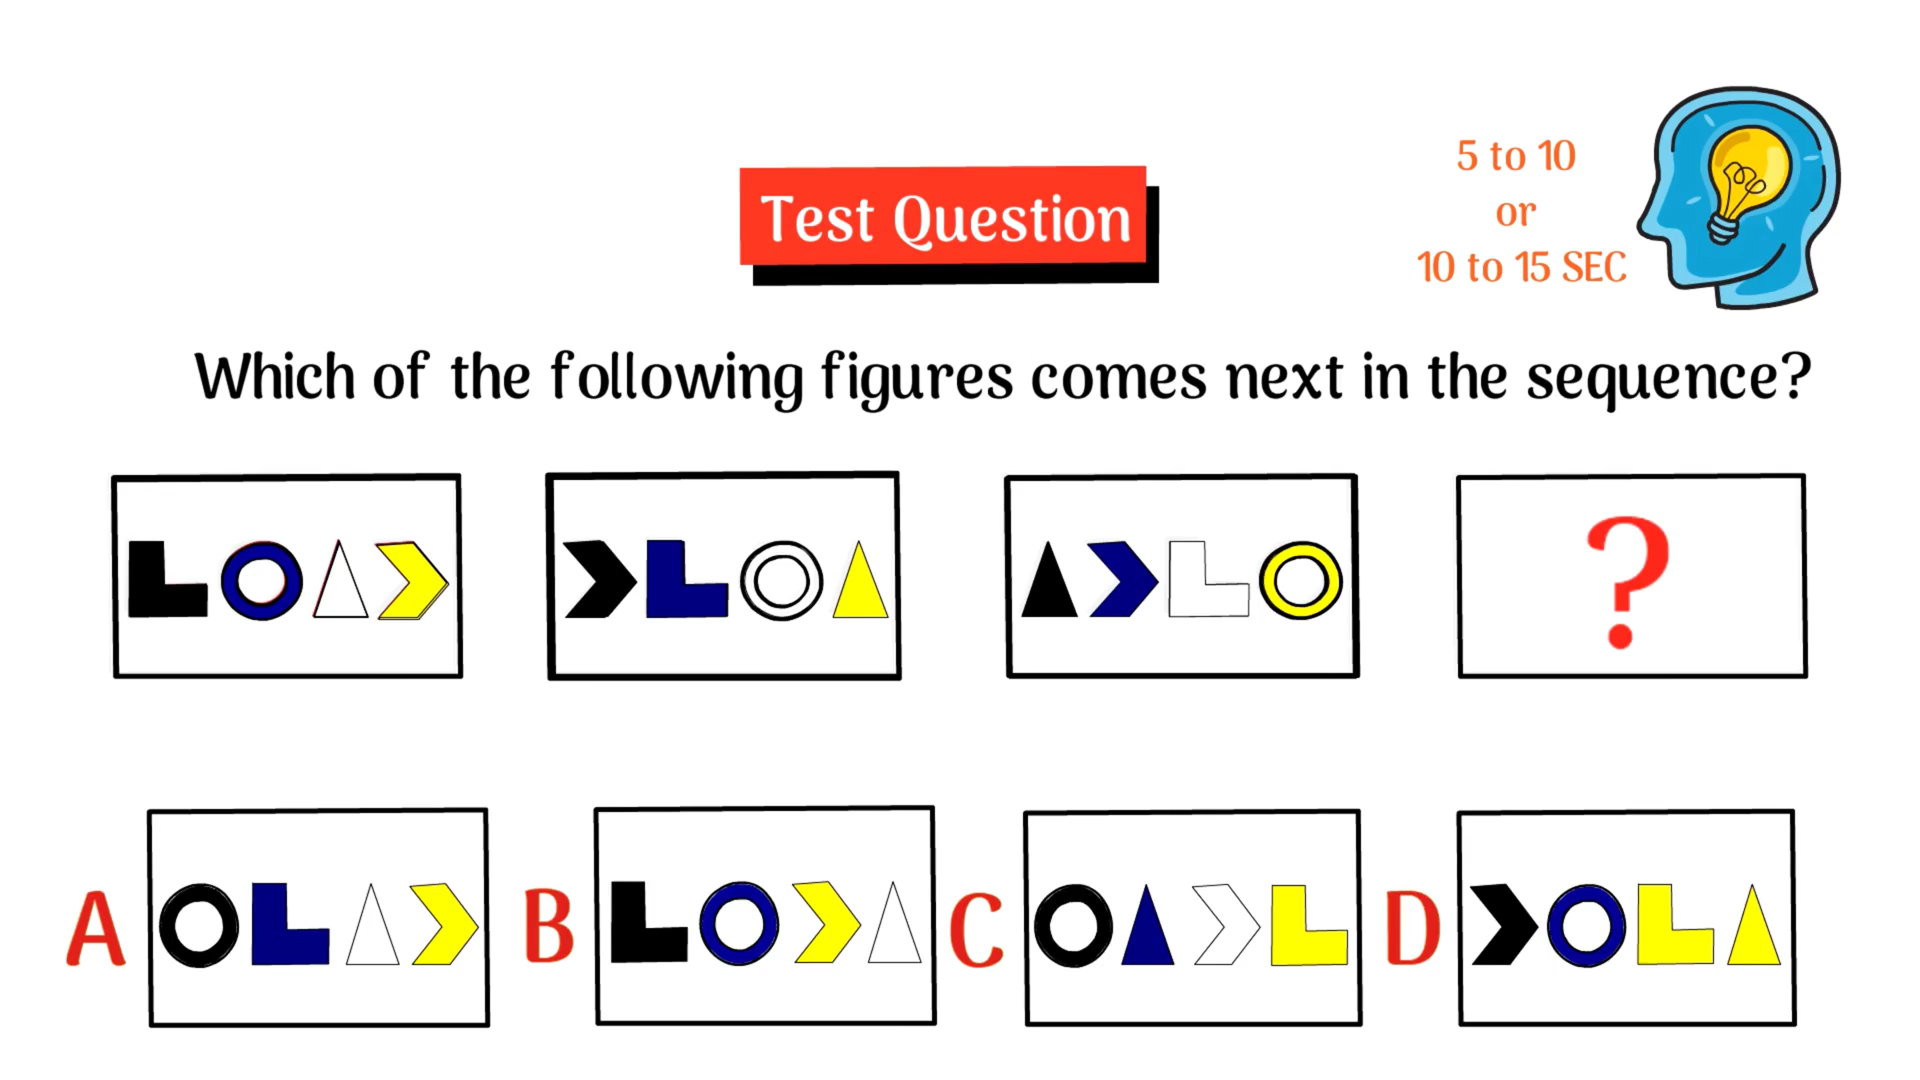 5 to 10
or
10 to 15 SEC
Test Question
Which of the following figures comes next in the sequence?
?
A
B
C
D